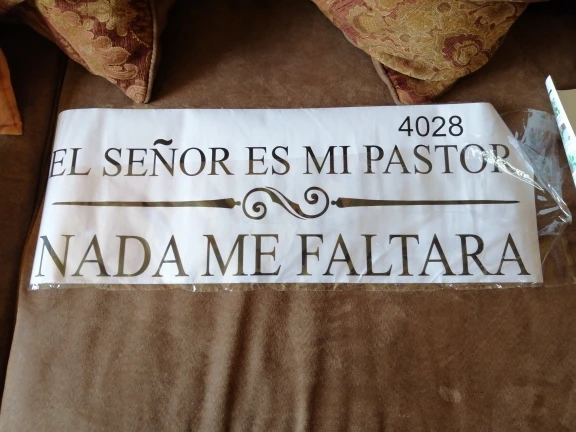 4028
EL SEÑOR ES MI PASTOR
NADA ME FALTARA